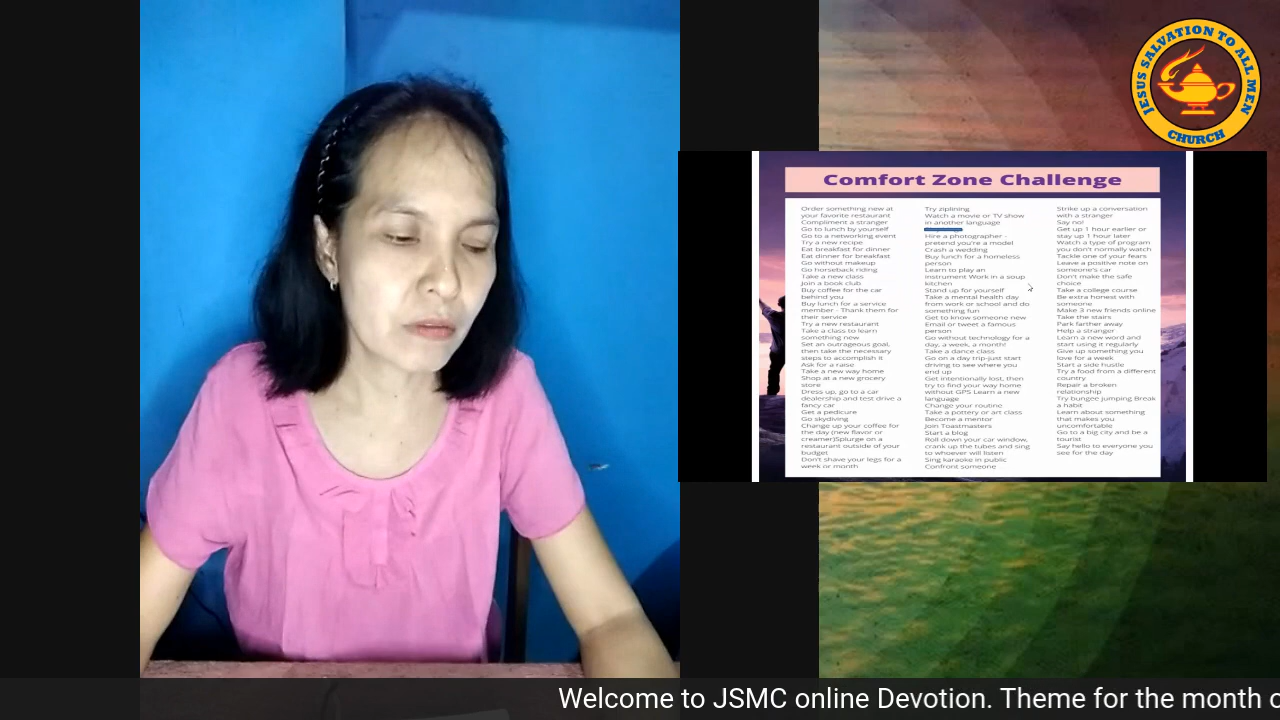 JESUS SALVATION TO ALL MEN
CHURCH
Comfort Zone Challenge
Order something new at
your favorite restaurant
Compliment a stranger
Go to lunch by yourself
Go to a networking event
Try a new recipe
Eat breakfast for dinner
Eat dinner for breakfast
Go without makeup
Go horseback riding
Take a new class
Join a book club
Buy coffee for the car
behind you
Buy lunch for a service
member - Thank them for
their service
Try a new restaurant
Take a class to learn
something new
Set an outrageous goal,
then take the necessary
steps to accomplish it
Ask for a raise
Take a new way home
Shop at a new grocery
store
Dress up, go to a car
dealership and test drive a
fancy car
Get a pedicure
Go skydiving
Change up your coffee for
the day (new flavor or
creamer)Splurge on a
restaurant outside of your
budget
Don't shave your legs for a
week or month
Try ziplining
Watch a movie or TV show
in another language
Hire a photographer -
pretend you're a model
Crash a wedding
Buy lunch for a homeless
person
Learn to play an
instrument Work in a soup
kitchen
Stand up for yourself
Take a mental health day
from work or school and do
something fun
Get to know someone new
Email or tweet a famous
person
Go without technology for a
day, a week, a month!
Take a dance class
Go on a day trip-just start
driving to see where you
end up
Get intentionally lost, then
try to find your way home
without GPS Learn a new
language
Change your routine
Take a pottery or art class
Become a mentor
Join Toastmasters
Start a blog
Roll down your car window,
crank up the tubes and sing
to whoever will listen
Sing karaoke in public
Confront someone
Strike up a conversation
with a stranger
Say no!
Get up 1 hour earlier or
stay up 1 hour later
Watch a type of program
you don't normally watch
Tackle one of your fears
Leave a positive note on
someone's car
Don't make the safe
choice
Take a college course
Be extra honest with
someone
Make 3 new friends online
Take the stairs
Park farther away
Help a stranger
Learn a new word and
start using it regularly
Give up something you
love for a week
Start a side hustle
Try a food from a different
country
Repair a broken
relationship
Try bungee jumping Break
a habit
Learn about something
that makes you
uncomfortable
Go to a big city and be a
tourist
Say hello to everyone you
see for the day
Welcome to JSMC online Devotion. Theme for the month